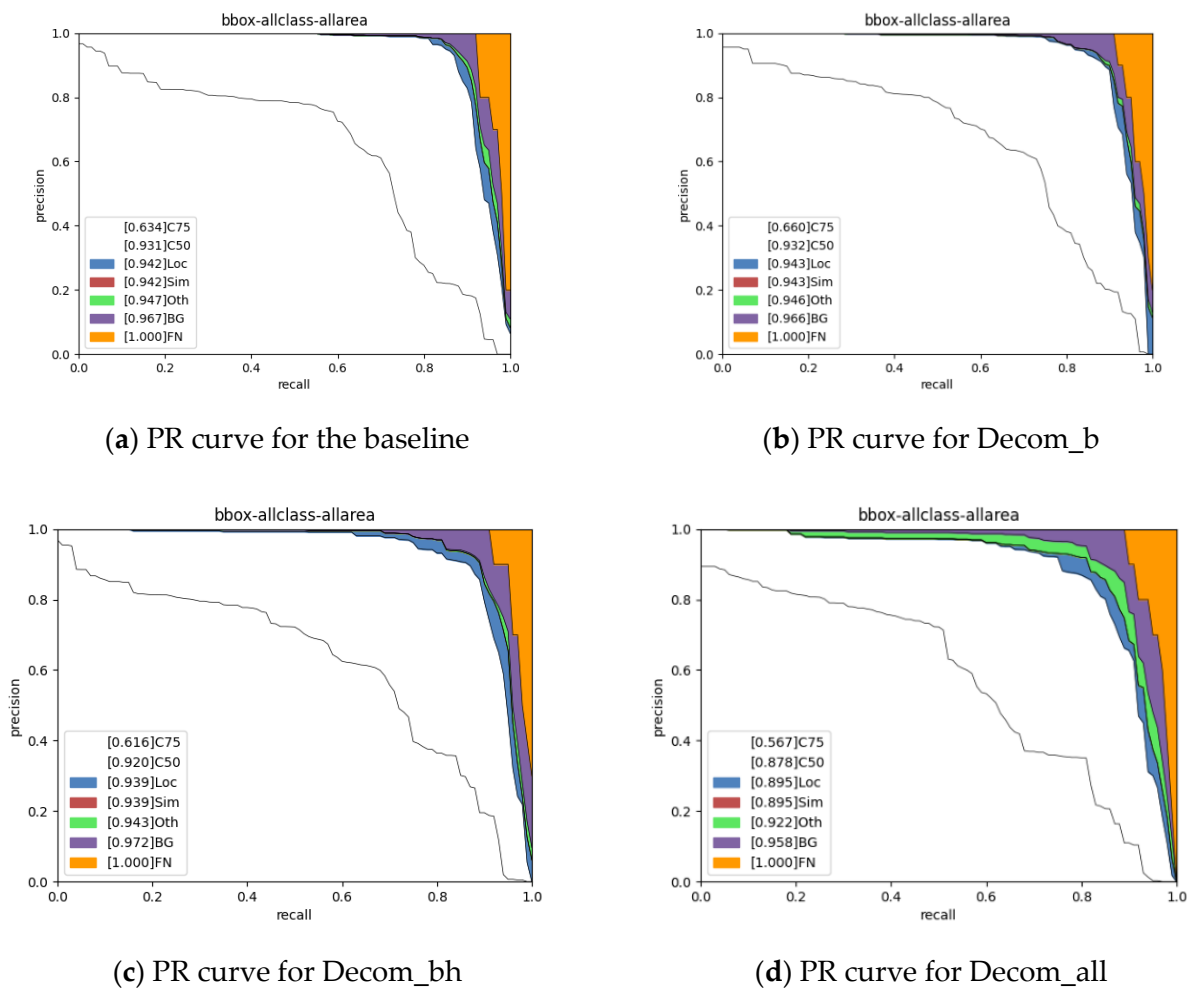 bbox-allclass-allarea
1.0
0.8
0.6
0.4
0.2
0.0
precision
[0.634]C75
[0.931]C50
[0.942]Loc
[0.942]Sim
[0.947]Oth
[0.967]BG
[1.000]FN
0.0 0.2 0.4 0.6 0.8 1.0
recall
(a) PR curve for the baseline
bbox-allclass-allarea
1.0
0.8
0.6
0.4
0.2
0.0
precision
[0.660]C75
[0.932]C50
[0.943]Loc
[0.943]Sim
[0.946]Oth
[0.966]BG
[1.000]FN
0.0 0.2 0.4 0.6 0.8 1.0
recall
(b) PR curve for Decom_b
bbox-allclass-allarea
1.0
0.8
0.6
0.4
0.2
0.0
precision
[0.616]C75
[0.920]C50
[0.939]Loc
[0.939]Sim
[0.943]Oth
[0.972]BG
[1.000]FN
0.0 0.2 0.4 0.6 0.8 1.0
recall
(c) PR curve for Decom_bh
bbox-allclass-allarea
1.0
0.8
0.6
0.4
0.2
0.0
precision
[0.567]C75
[0.878]C50
[0.895]Loc
[0.895]Sim
[0.922]Oth
[0.958]BG
[1.000]FN
0.0 0.2 0.4 0.6 0.8 1.0
recall
(d) PR curve for Decom_all